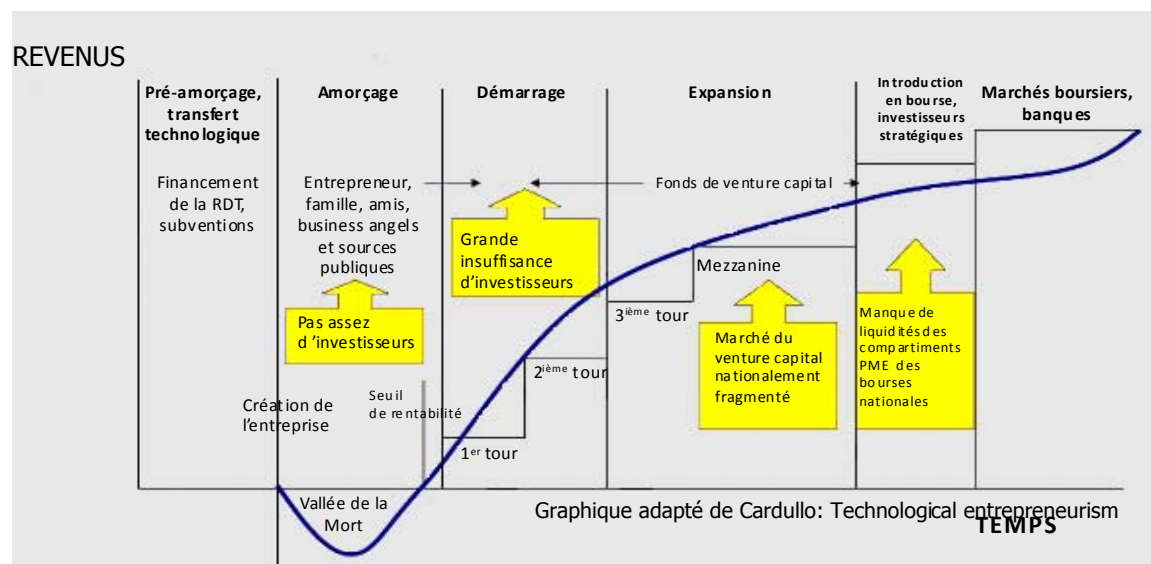 REVENUS
Pré-amorçage,
transfert
technologique
Amorçage
Démarrage
Expansion
Introduction
en bourse,
investisseurs
stratégiques
Marchés boursiers,
banques
Financement
de la RDT,
subventions
Entrepreneur,
famille, amis,
business angels
et sources
publiques
Fonds de venture capital
Grande
insuffisance
d’investisseurs
Pas assez
d ’investisseurs
Mezzanine
3ième tour
Marché du
venture capital
nationalement
fragmenté
Manque de
liquidités des
compartiments
PME des
bourses
nationales
2ième tour
Seuil
de rentabilité
Création de
l’entreprise
1er tour
Vallée de la
Mort
Graphique adapté de Cardullo: Technological entrepreneurism
TEMPS